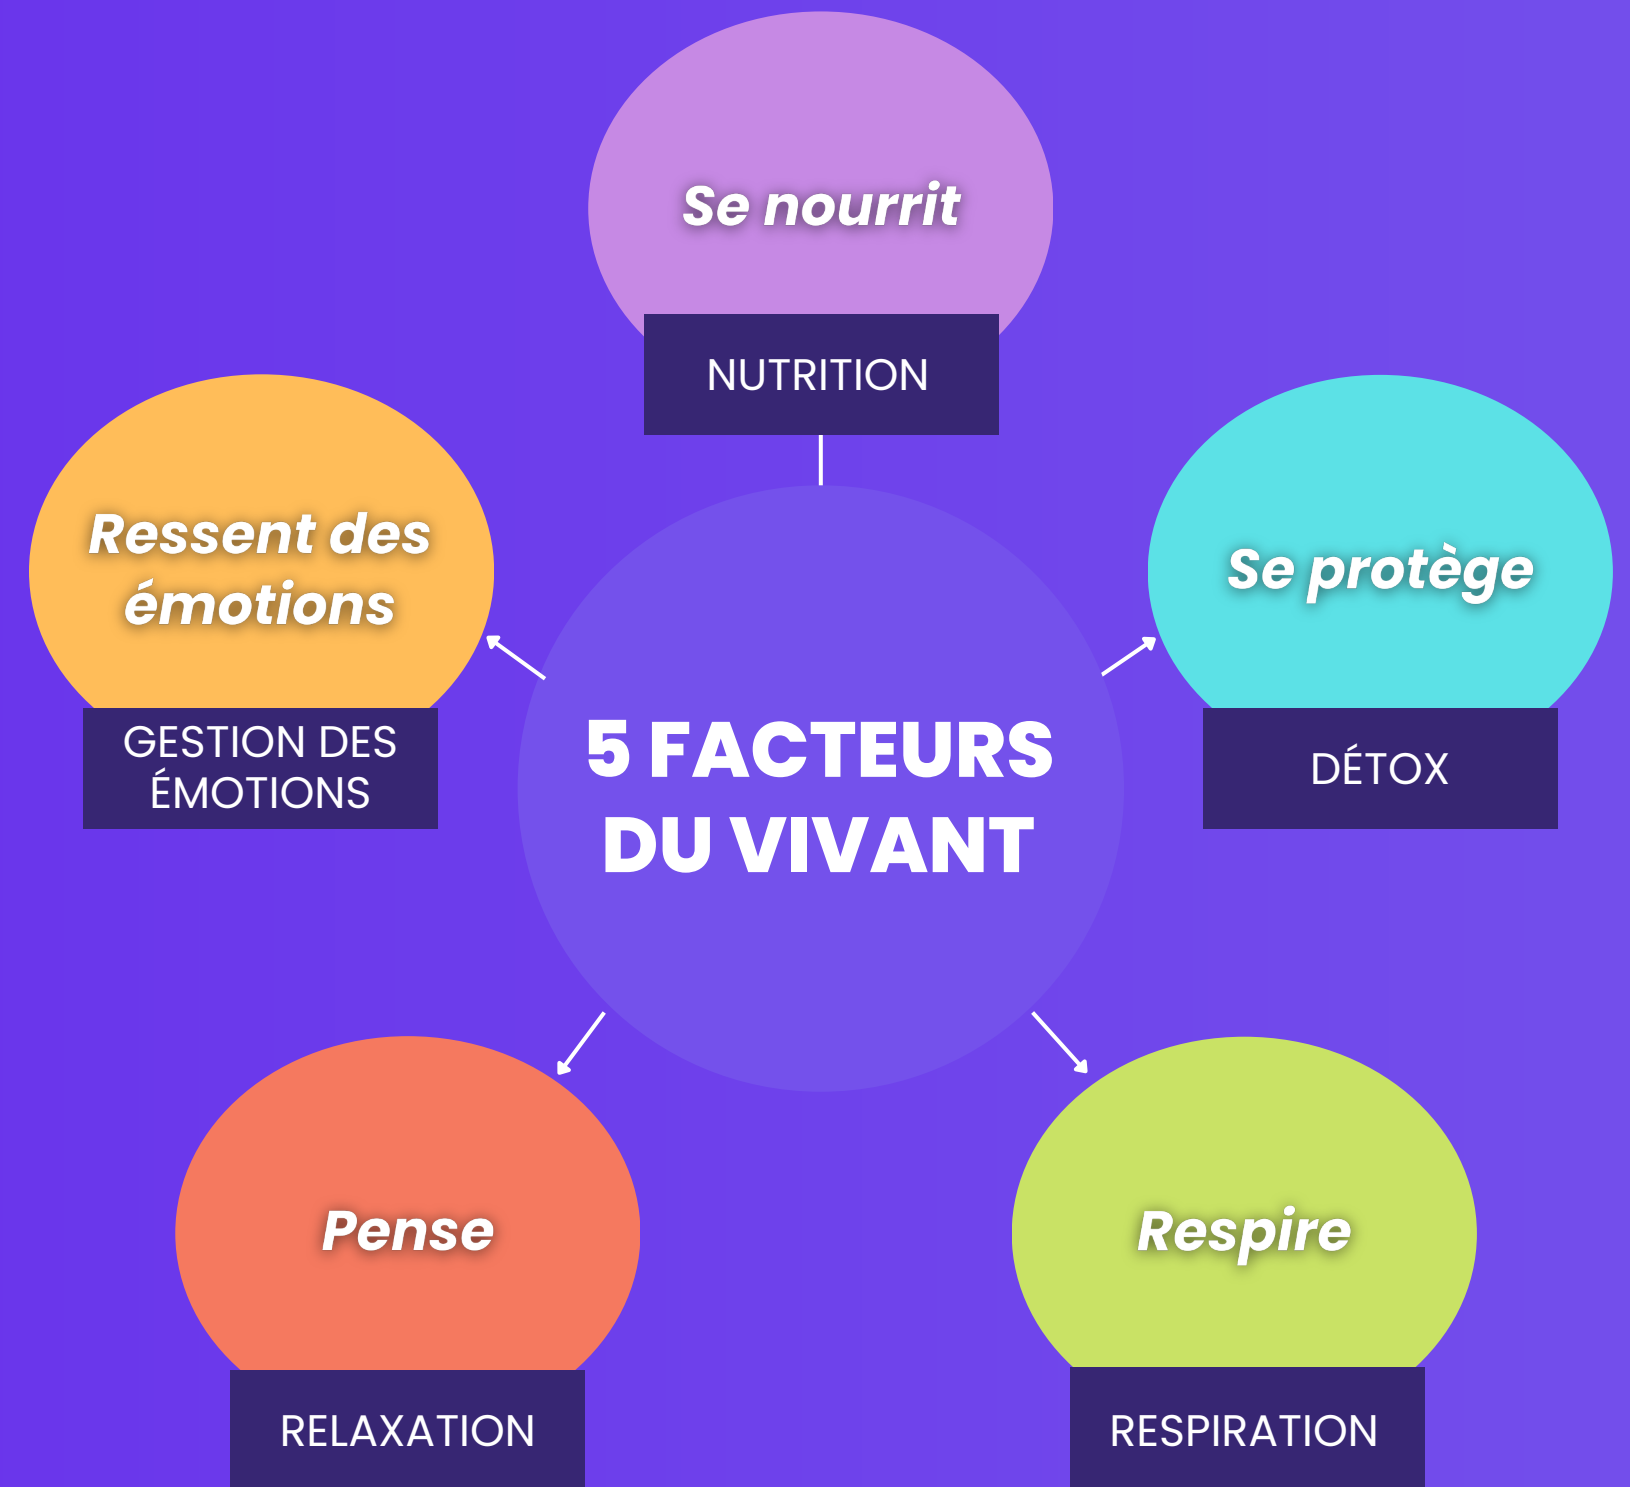 Se nourrit
NUTRITION
Ressent des
émotions
GESTION DES
ÉMOTIONS
Se protège
DÉTOX
5 FACTEURS
DU VIVANT
Pense
RELAXATION
Respire
RESPIRATION